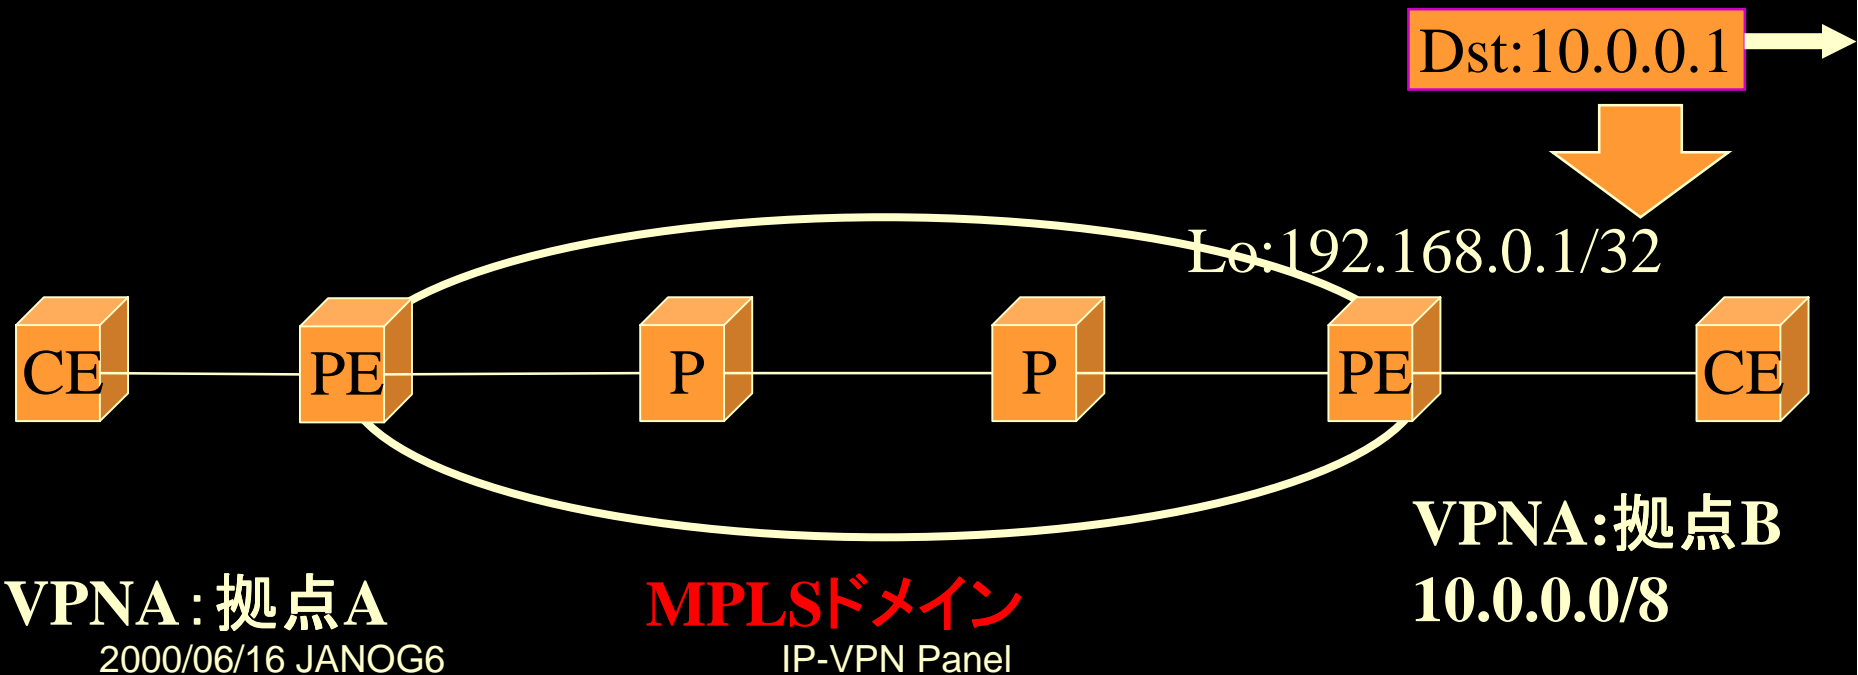 Dst:10.0.0.1
Lo:192.168.0.1/32
CE PE P P PE CE
VPNA:拠点B
10.0.0.0/8
VPNA:拠点A
MPLSドメイン
2000/06/16 JANOG6
IP-VPN Panel